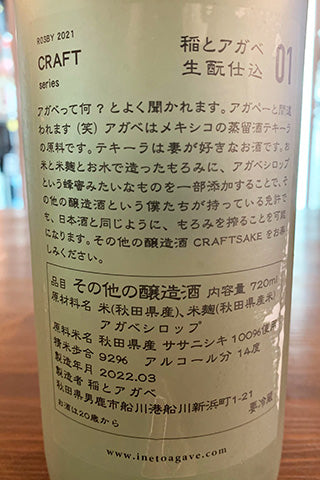 R03BY 2021
CRAFT
series
稲とアガベ
生酛仕込
01
アガベって何？とよく聞かれます。アガペーと間違
われます（笑）アガベはメキシコの蒸留酒テキーラ
の原料です。テキーラは妻が好きなお酒です。お
米と米麹とお水で造ったもろみに、アガベシロップ
という蜂蜜みたいなものを一部添加することで、そ
の他の醸造酒という僕たちが持っている免許で
も、日本酒と同じように、もろみを搾ることを可能
になります。その他の醸造酒 CRAFTSAKE をお楽
しみください。
品目 その他の醸造酒 内容量 720ml
原材料名 米(秋田県産)、米麹(秋田県産米)
アガベシロップ
原料米名 秋田県産 ササニシキ 100%使用
精米歩合 92% アルコール分 14度
製造年月 2022.03
製造者 稲とアガベ
秋田県男鹿市船川港船川新浜町1-21
お酒は20歳から
要冷蔵
www.inetoagave.com